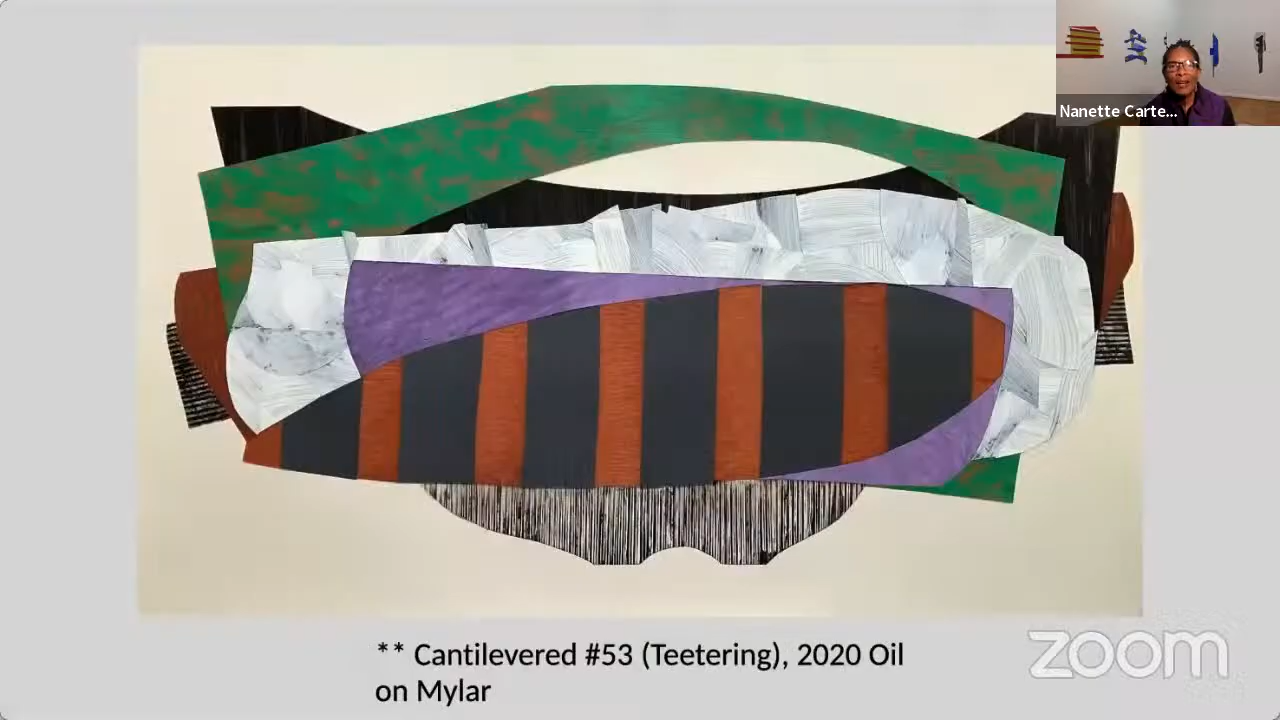 Nanette Carte...
** Cantilevered #53 (Teetering), 2020 Oil
on Mylar
zoom